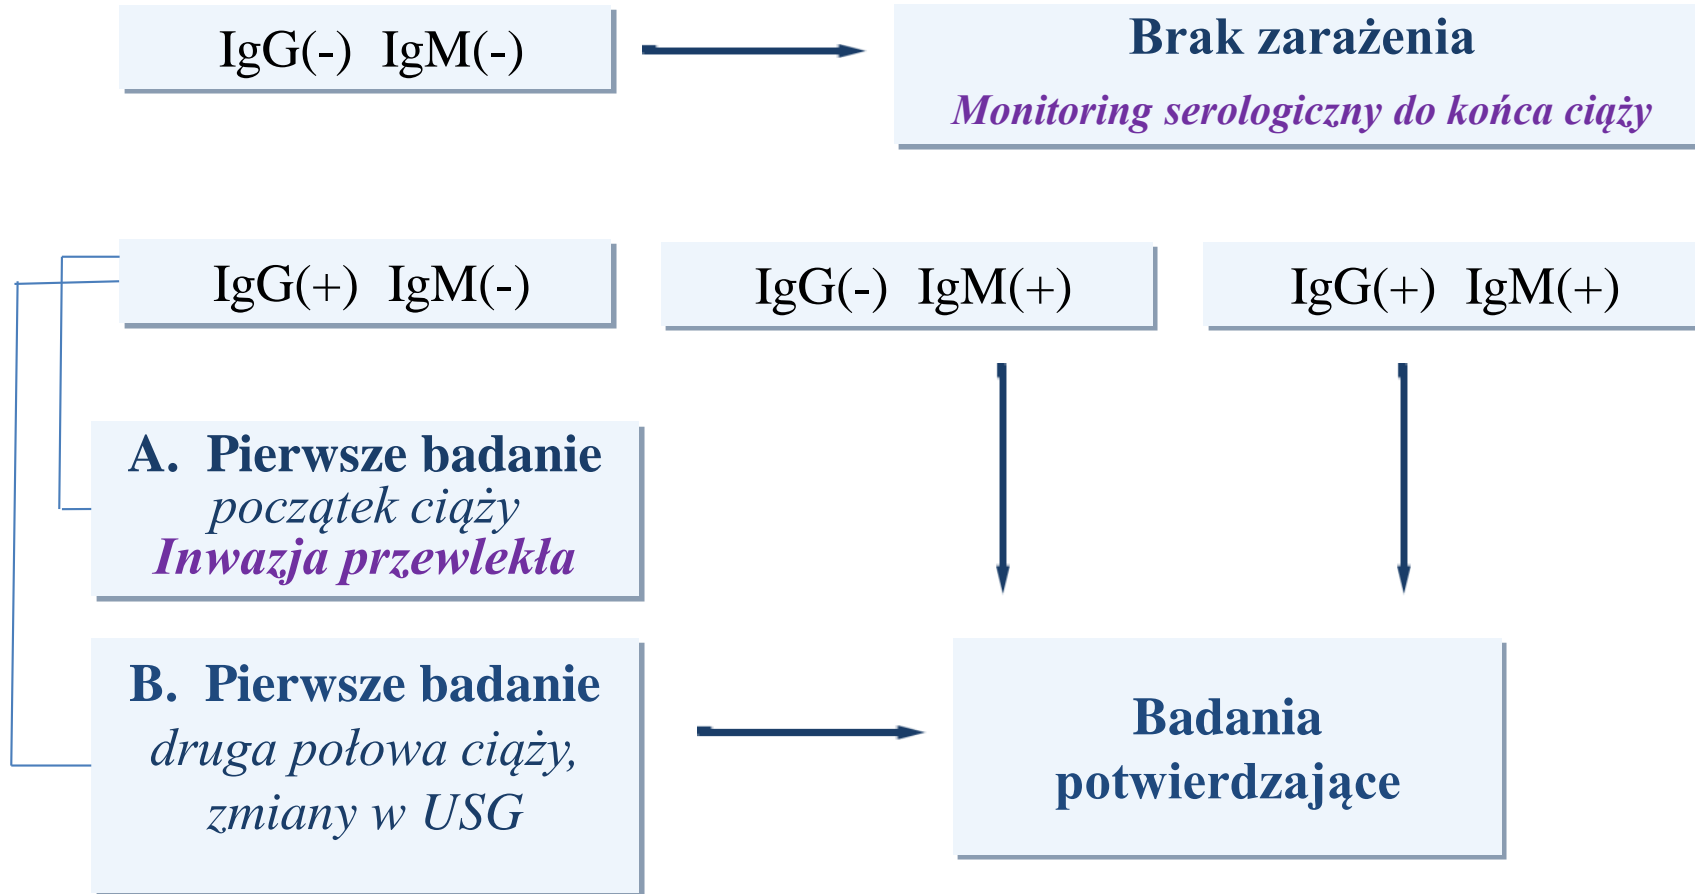 IgG(-) IgM(-)
Brak zarażenia
Monitoring serologiczny do końca ciąży
IgG(+) IgM(-)
IgG(-) IgM(+)
IgG(+) IgM(+)
A. Pierwsze badanie
początek ciąży
Inwazja przewlekła
B. Pierwsze badanie
druga połowa ciąży,
zmiany w USG
Badania
potwierdzające